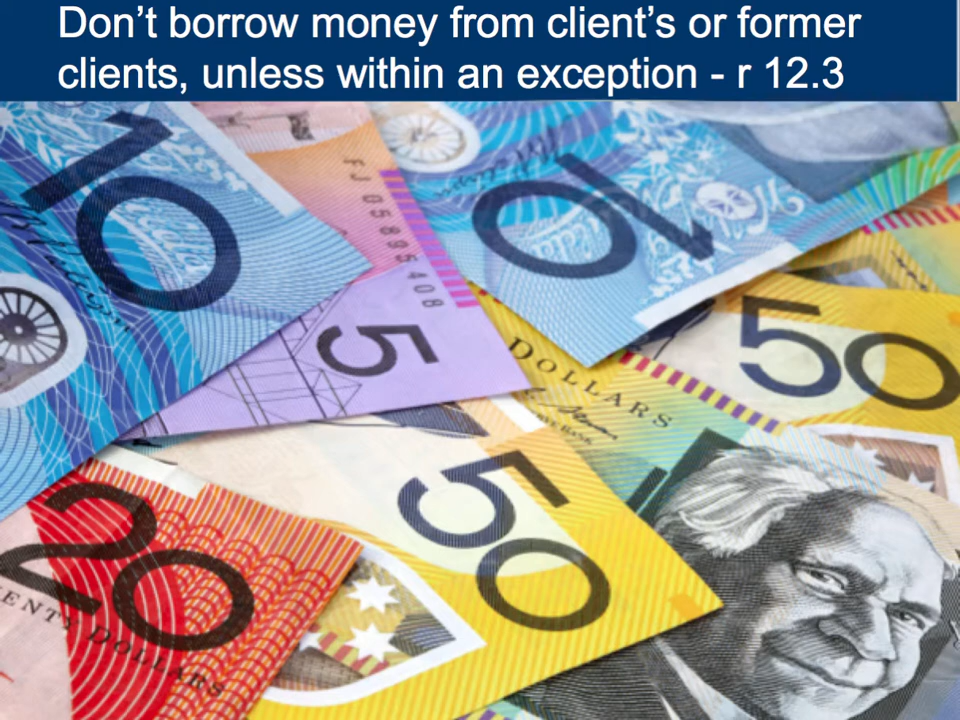 Don't borrow money from client's or former
clients, unless within an exception - r 12.3
10
10
FJ 05895408
5
50
DOLLARS
50
20
ENTY DOLLARS